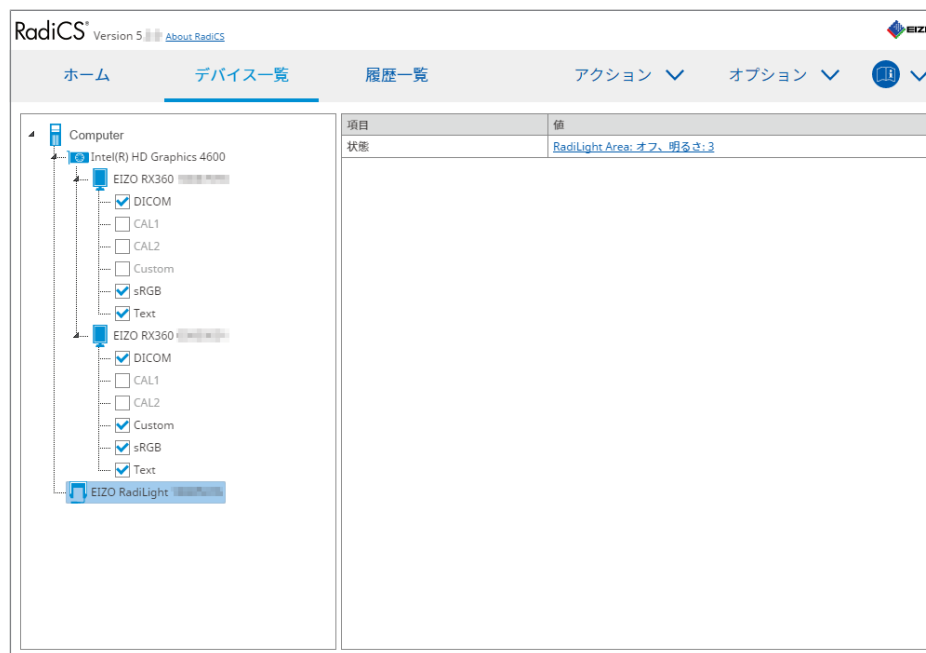 RadiCS® Version 5. About RadiCS
EIZ
ホーム デバイス一覧 履歴一覧 アクション オプション
Computer
Intel(R) HD Graphics 4600
EIZO RX360
DICOM
CAL1
CAL2
Custom
sRGB
Text
EIZO RX360
DICOM
CAL1
CAL2
Custom
sRGB
Text
EIZO RadiLight
項目 値
状態 RadiLight Area: オフ、明るさ: 3